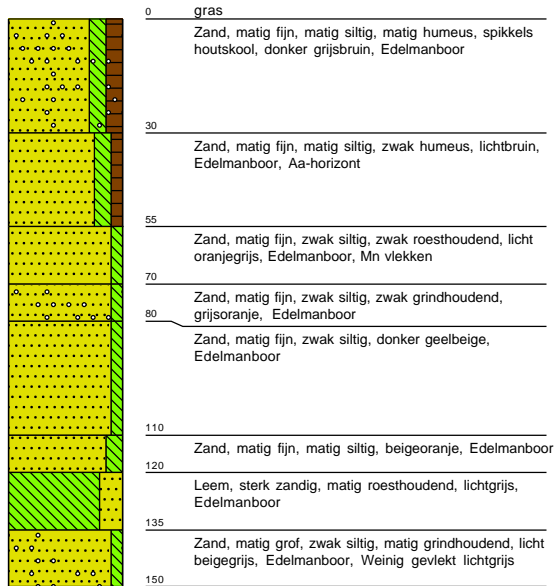 0 gras
Zand, matig fijn, matig siltig, matig humeus, spikkels
houtskool, donker grijsbruin, Edelmanboor
30
Zand, matig fijn, matig siltig, zwak humeus, lichtbruin,
Edelmanboor, Aa-horizont
55
Zand, matig fijn, zwak siltig, zwak roesthoudend, licht
oranjegrijs, Edelmanboor, Mn vlekken
70
Zand, matig fijn, zwak siltig, zwak grindhoudend,
grijsoranje, Edelmanboor
80
Zand, matig fijn, zwak siltig, donker geelbeige,
Edelmanboor
110
Zand, matig fijn, matig siltig, beigeoranje, Edelmanboor
120
Leem, sterk zandig, matig roesthoudend, lichtgrijs,
Edelmanboor
135
Zand, matig grof, zwak siltig, matig grindhoudend, licht
beigegrijs, Edelmanboor, Weinig gevlekt lichtgrijs
150